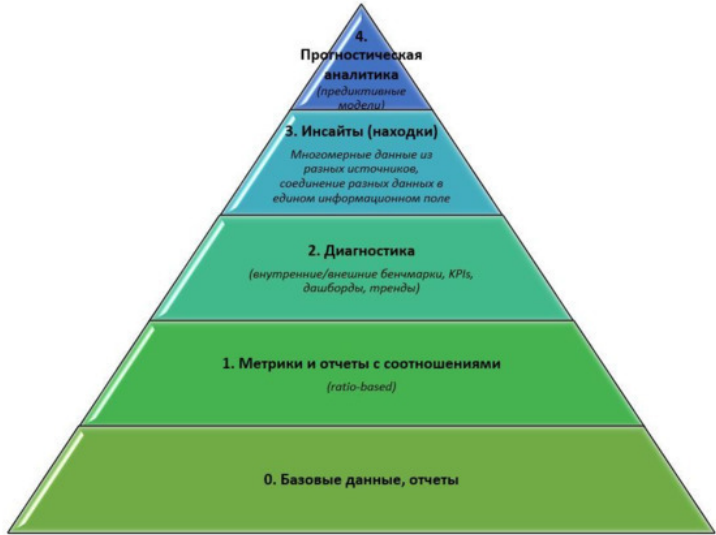 4.
Прогностическая
аналитика
(предиктивные
модели)
3. Инсайты (находки)
Многомерные данные из
разных источников,
соединение разных данных в
едином информационном поле
2. Диагностика
(внутренние/внешние бенчмарки, KPIs,
дашборды, тренды)
1. Метрики и отчеты с соотношениями
(ratio-based)
0. Базовые данные, отчеты